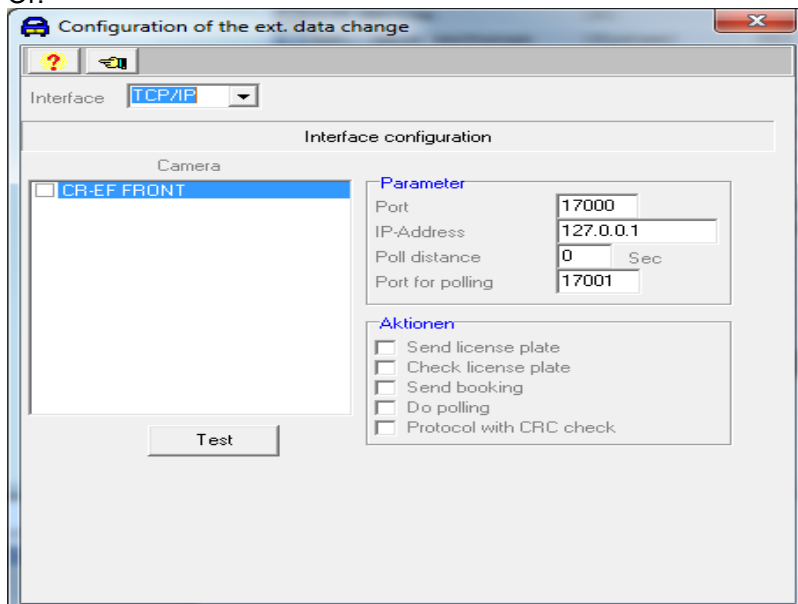 Configuration of the ext. data change
?
Interface TCP/IP
Interface configuration
Camera
CR-EF FRONT
Test
Parameter
Port 17000
IP-Address 127.0.0.1
Poll distance 0 Sec
Port for polling 17001
Aktionen
Send license plate
Check license plate
Send booking
Do polling
Protocol with CRC check